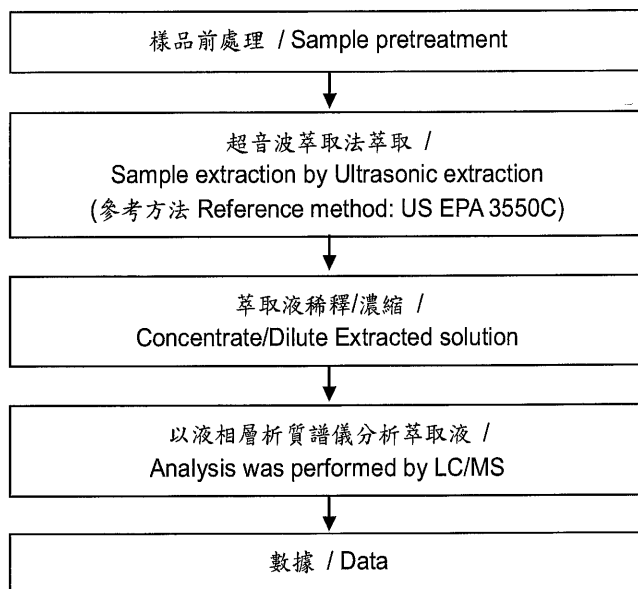 樣品前處理 / Sample pretreatment
超音波萃取法萃取 /
Sample extraction by Ultrasonic extraction
(參考方法 Reference method: US EPA 3550C)
萃取液稀釋/濃縮 /
Concentrate/Dilute Extracted solution
以液相層析質譜儀分析萃取液 /
Analysis was performed by LC/MS
數據 / Data